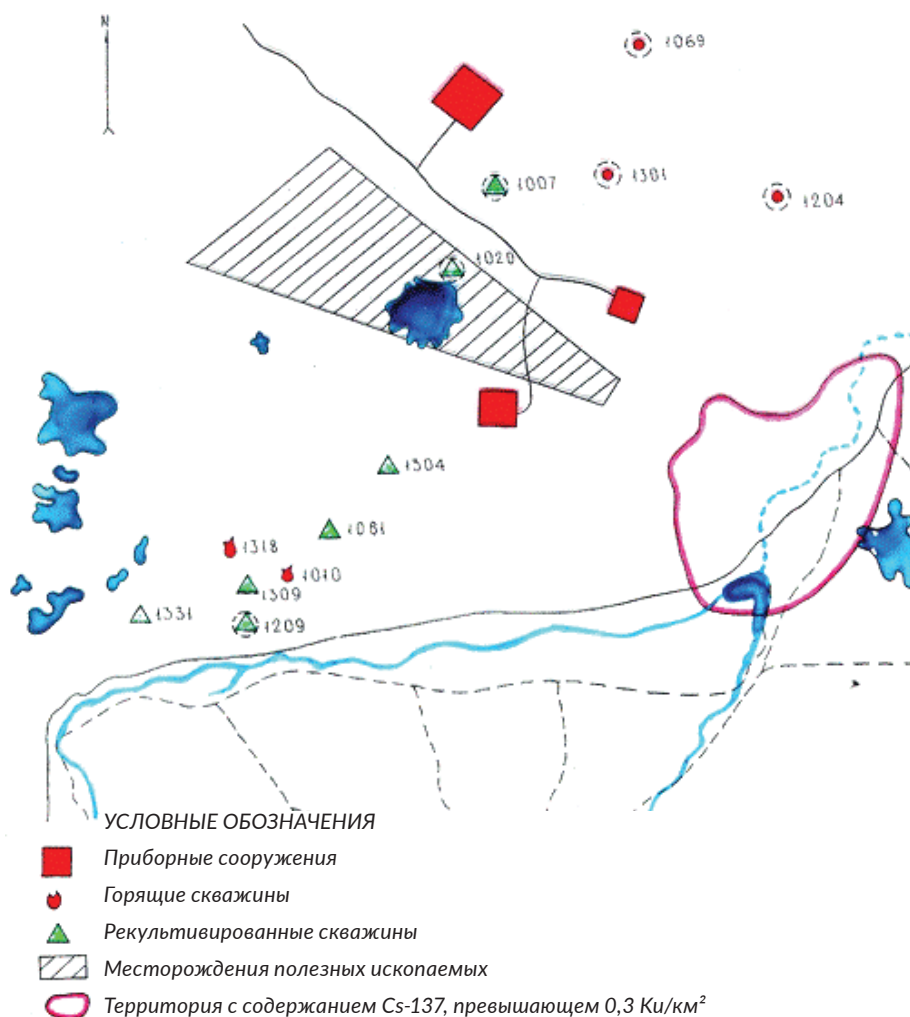 N
1069
1007
1301
1204
1020
1304
1061
1318
1010
1309
1331
1209
УСЛОВНЫЕ ОБОЗНАЧЕНИЯ
Приборные сооружения
Горящие скважины
Рекультивированные скважины
Месторождения полезных ископаемых
Территория с содержанием Cs-137, превышающем 0,3 Ku/км²